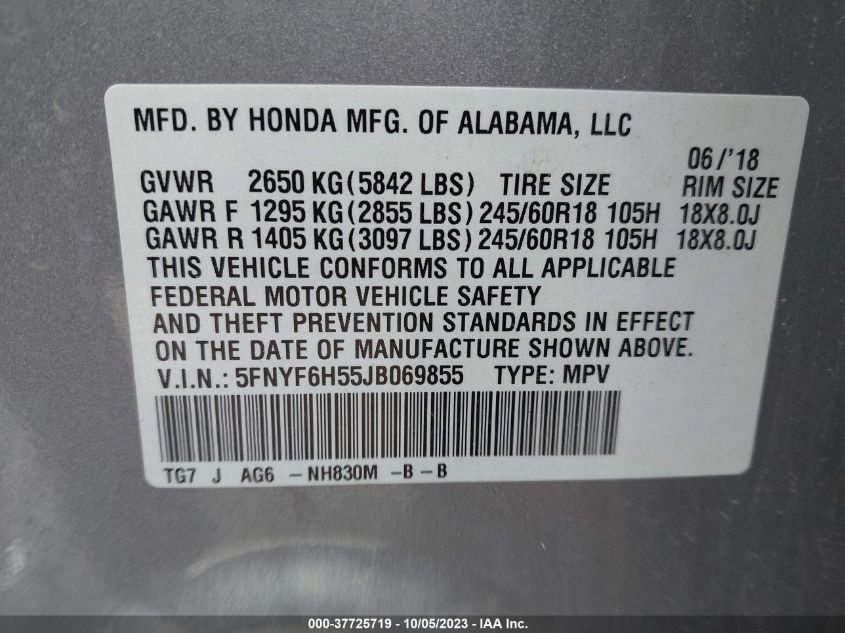 MFD. BY HONDA MFG. OF ALABAMA, LLC
06/'18
GVWR 2650 KG(5842 LBS) TIRE SIZE RIM SIZE
GAWR F 1295 KG(2855 LBS) 245/60R18 105H 18X8.0J
GAWR R 1405 KG(3097 LBS) 245/60R18 105H 18X8.0J
THIS VEHICLE CONFORMS TO ALL APPLICABLE
FEDERAL MOTOR VEHICLE SAFETY
AND THEFT PREVENTION STANDARDS IN EFFECT
ON THE DATE OF MANUFACTURE SHOWN ABOVE.
V.I.N.: 5FNYF6H55JB069855 TYPE: MPV
TG7 J AG6 -NH830M -B-B
000-37725719 - 10/05/2023 - IAA Inc.